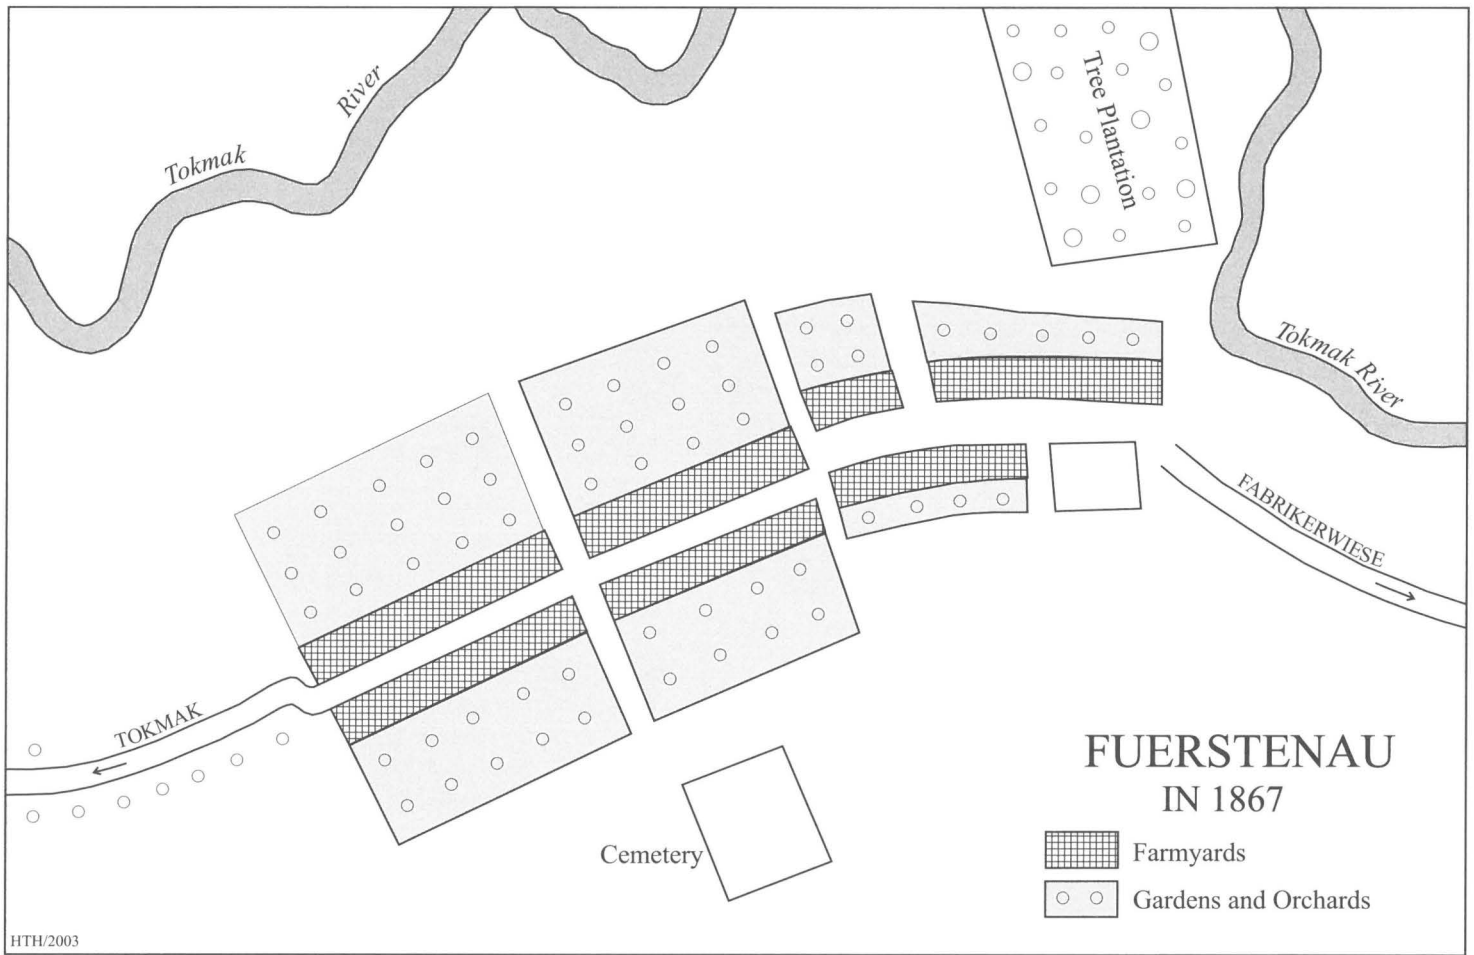 Tokmak
River
Tree Plantation
Tokmak River
FABRIKERWIESE
TOKMAK
Cemetery
FUERSTENAU
IN 1867
Farmyards
Gardens and Orchards
HTH/2003